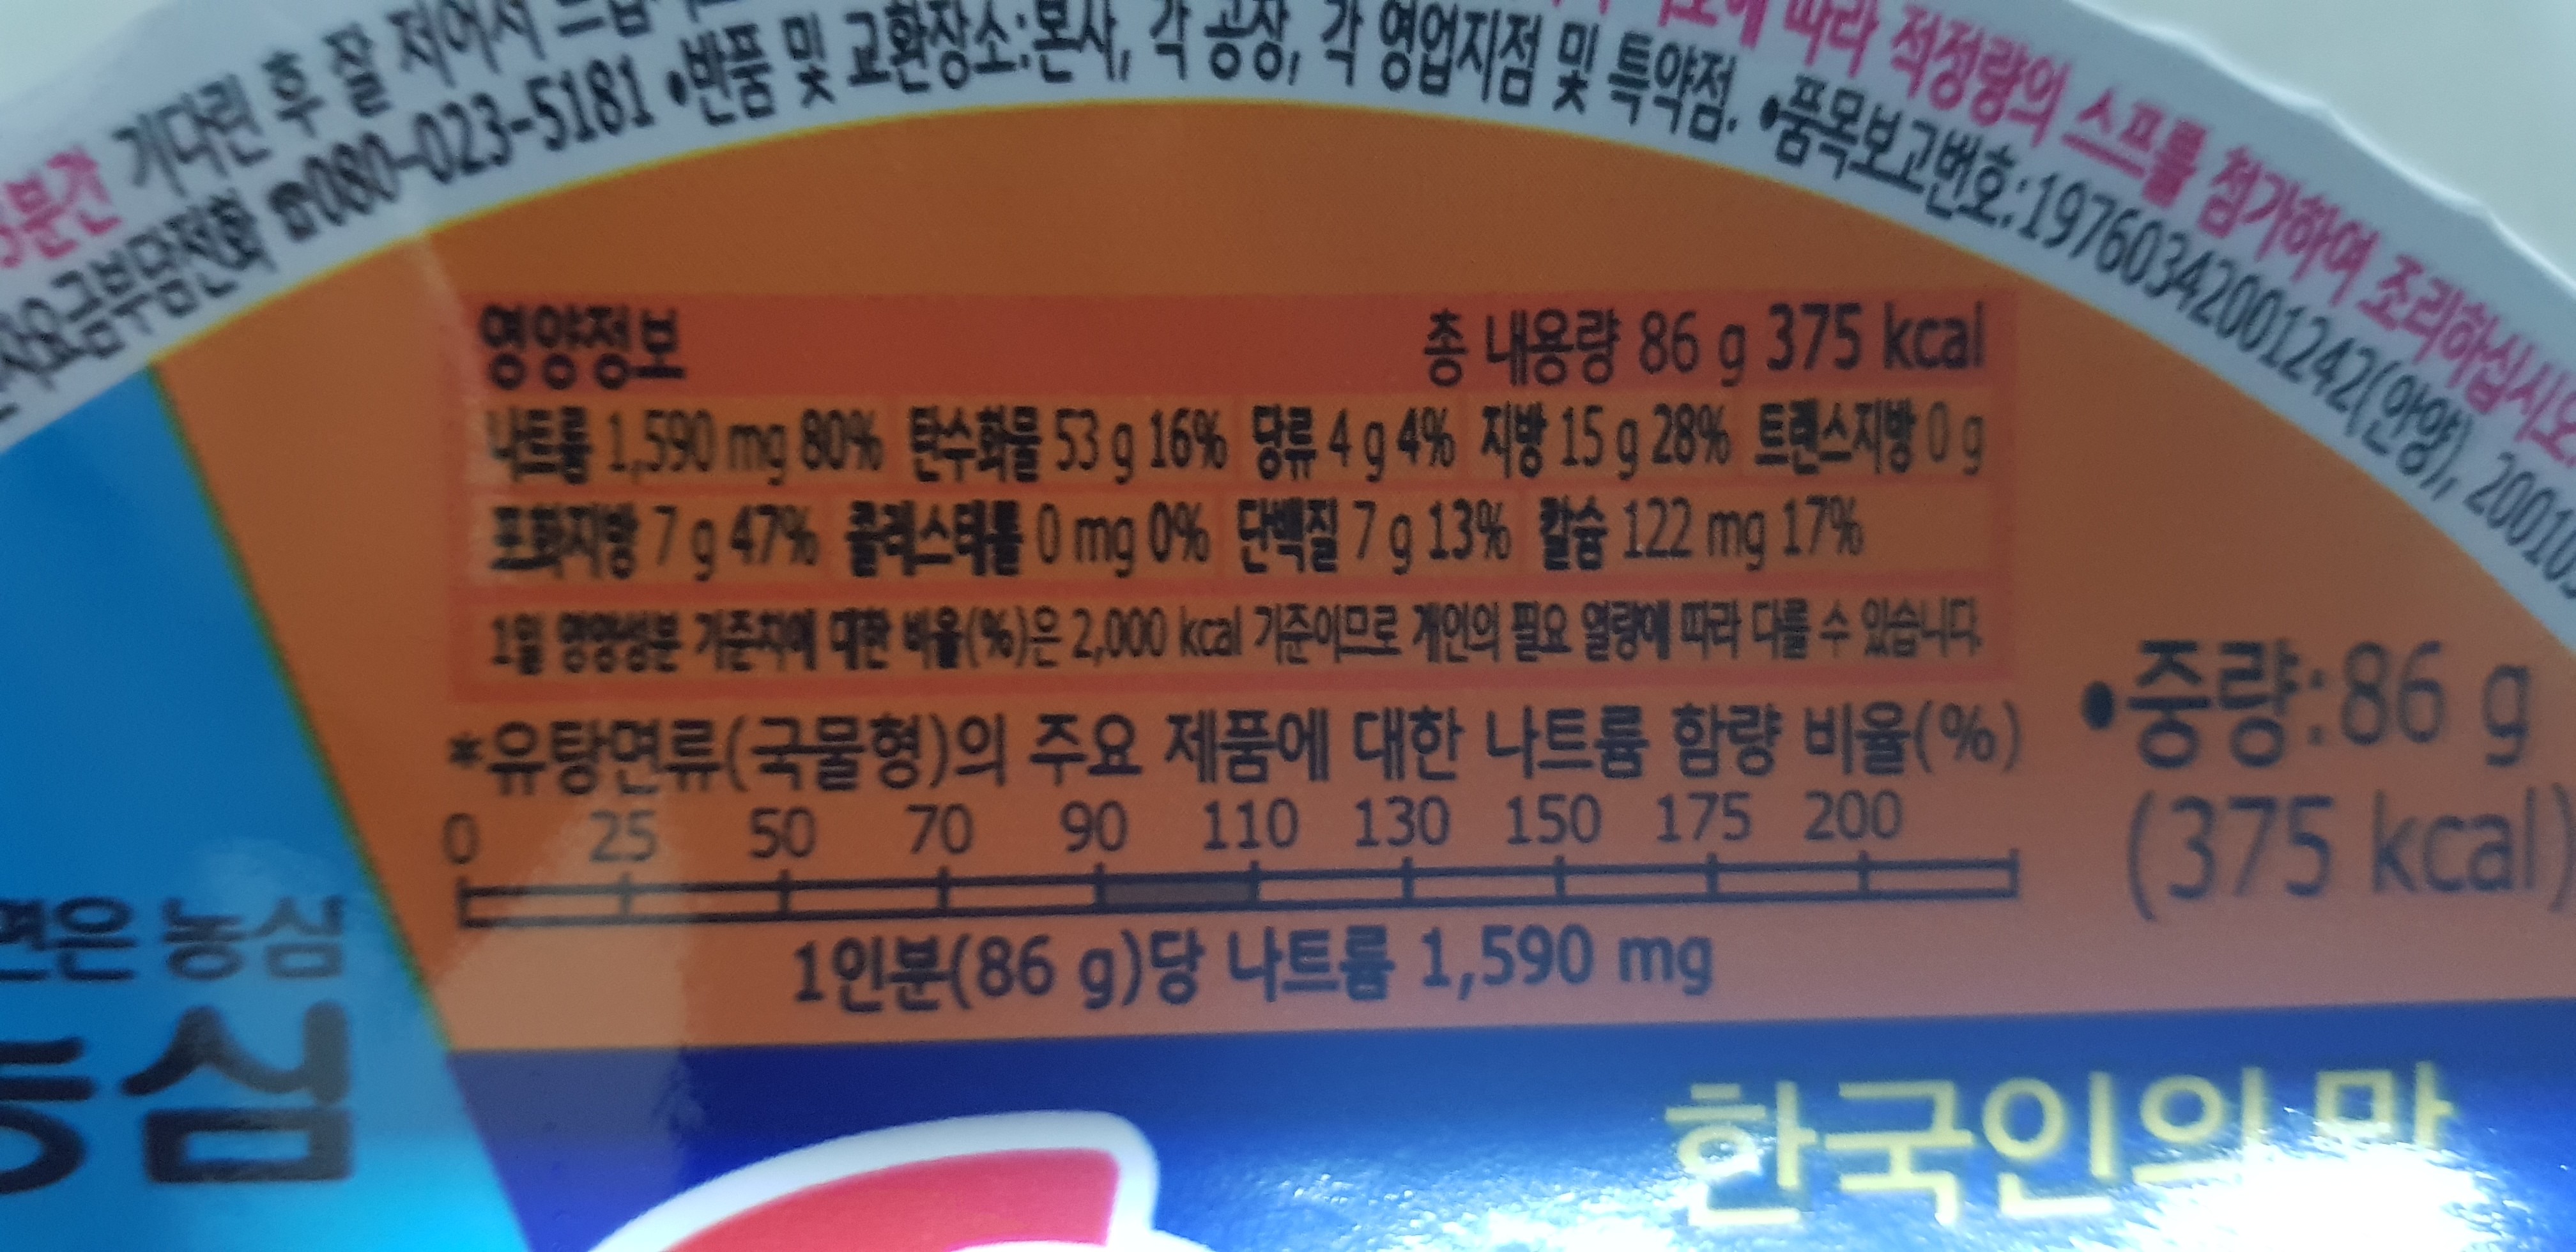 5분간 기다린 후 잘 저어서
따라 적정량의 스프를 첨가하여 조리하십시오.
☎080-023-5181 •반품 및 교환장소:본사, 각 공장, 각 영업지점 및 특약점. •품목보고번호:19760342001242(안양),
영양정보 총 내용량 86 g 375 kcal
나트륨 1,590 mg 80% 탄수화물 53 g 16% 당류 4 g 4% 지방 15 g 28% 트랜스지방 0 g
포화지방 7 g 47% 콜레스테롤 0 mg 0% 단백질 7 g 13% 칼슘 122 mg 17%
1일 영양성분 기준치에 대한 비율(%)은 2,000 kcal 기준이므로 개인의 필요 열량에 따라 다를 수 있습니다.
•중량:86 g
(375 kcal)
*유탕면류(국물형)의 주요 제품에 대한 나트륨 함량 비율(%)
0 25 50 70 90 110 130 150 175 200
1인분(86 g)당 나트륨 1,590 mg
농심
농심
한국인의 맛